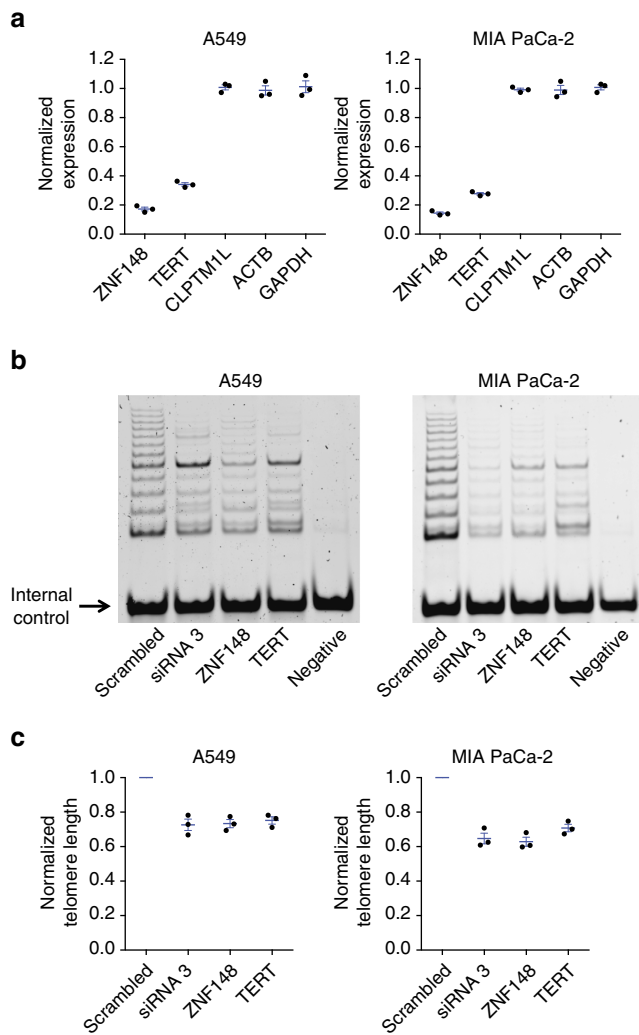 a
A549
Normalized
expression
1.2
1.0
0.8
0.6
0.4
0.2
0.0
ZNF148
TERT
CLPTM1L
ACTB
GAPDH
MIA PaCa-2
Normalized
expression
1.2
1.0
0.8
0.6
0.4
0.2
0.0
ZNF148
TERT
CLPTM1L
ACTB
GAPDH
b
A549
Internal
control
Scrambled
siRNA 3
ZNF148
TERT
Negative
MIA PaCa-2
Scrambled
siRNA 3
ZNF148
TERT
Negative
c
A549
Normalized
telomere length
1.0
0.8
0.6
0.4
0.2
0.0
Scrambled
siRNA 3
ZNF148
TERT
MIA PaCa-2
Normalized
telomere length
1.0
0.8
0.6
0.4
0.2
0.0
Scrambled
siRNA 3
ZNF148
TERT